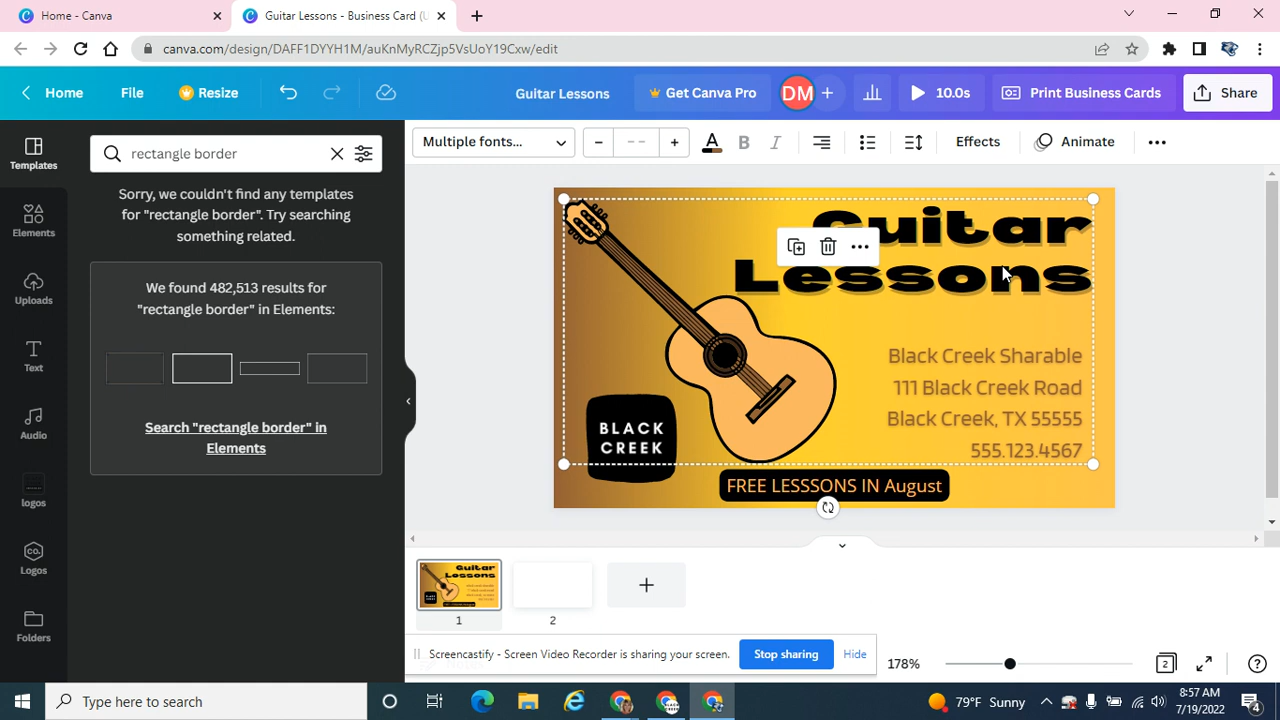 Home - Canva
Guitar Lessons - Business Card (U
canva.com/design/DAFF1DYYH1M/auKnMyRCZjp5VsUoY19Cxw/edit
Home
File
Resize
Guitar Lessons
Get Canva Pro
DM
10.0s
Print Business Cards
Share
Templates
Elements
Uploads
Text
Audio
logos
Logos
Folders
rectangle border
Sorry, we couldn't find any templates
for "rectangle border". Try searching
something related.
We found 482,513 results for
"rectangle border" in Elements:
Search "rectangle border" in
Elements
Multiple fonts...
A
B
I
Effects
Animate
Guitar
Lessons
Black Creek Sharable
111 Black Creek Road
Black Creek, TX 55555
555.123.4567
BLACK
CREEK
FREE LESSSONS IN August
Guitar
Lessons
1
2
Screencastify - Screen Video Recorder is sharing your screen.
Stop sharing
Hide
178%
2
Type here to search
79°F Sunny
8:57 AM
7/19/2022
4